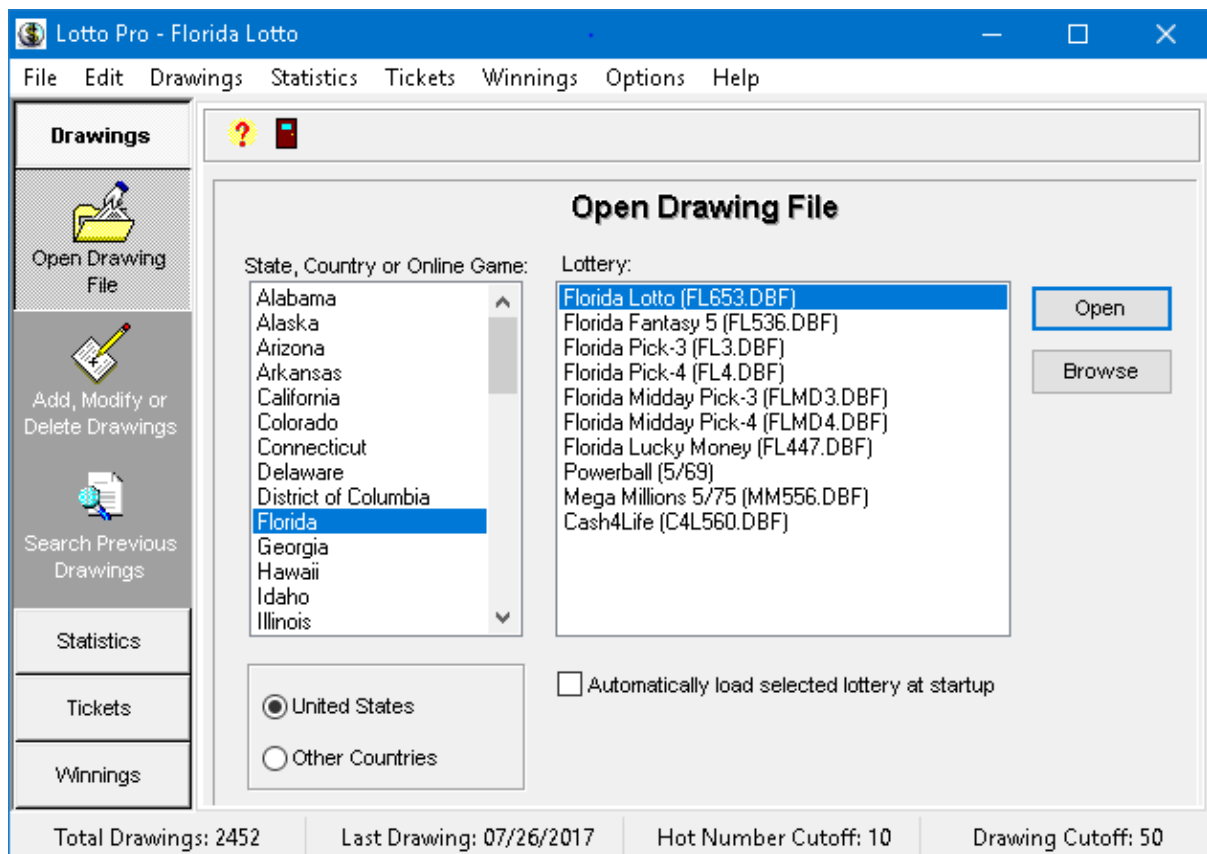 Lotto Pro - Florida Lotto
File Edit Drawings Statistics Tickets Winnings Options Help
Drawings
Open Drawing
File
Add, Modify or
Delete Drawings
Search Previous
Drawings
Statistics
Tickets
Winnings
Open Drawing File
State, Country or Online Game:
Alabama
Alaska
Arizona
Arkansas
California
Colorado
Connecticut
Delaware
District of Columbia
Florida
Georgia
Hawaii
Idaho
Illinois
United States
Other Countries
Lottery:
Florida Lotto (FL653.DBF)
Florida Fantasy 5 (FL536.DBF)
Florida Pick-3 (FL3.DBF)
Florida Pick-4 (FL4.DBF)
Florida Midday Pick-3 (FLMD3.DBF)
Florida Midday Pick-4 (FLMD4.DBF)
Florida Lucky Money (FL447.DBF)
Powerball (5/69)
Mega Millions 5/75 (MM556.DBF)
Cash4Life (C4L560.DBF)
Automatically load selected lottery at startup
Open
Browse
Total Drawings: 2452 Last Drawing: 07/26/2017 Hot Number Cutoff: 10 Drawing Cutoff: 50